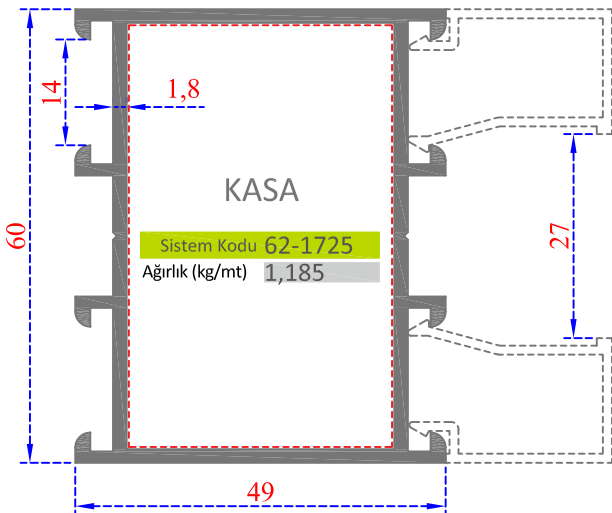 14
1,8
KASA
60
27
Sistem Kodu 62-1725
Ağırlık (kg/mt) 1,185
49